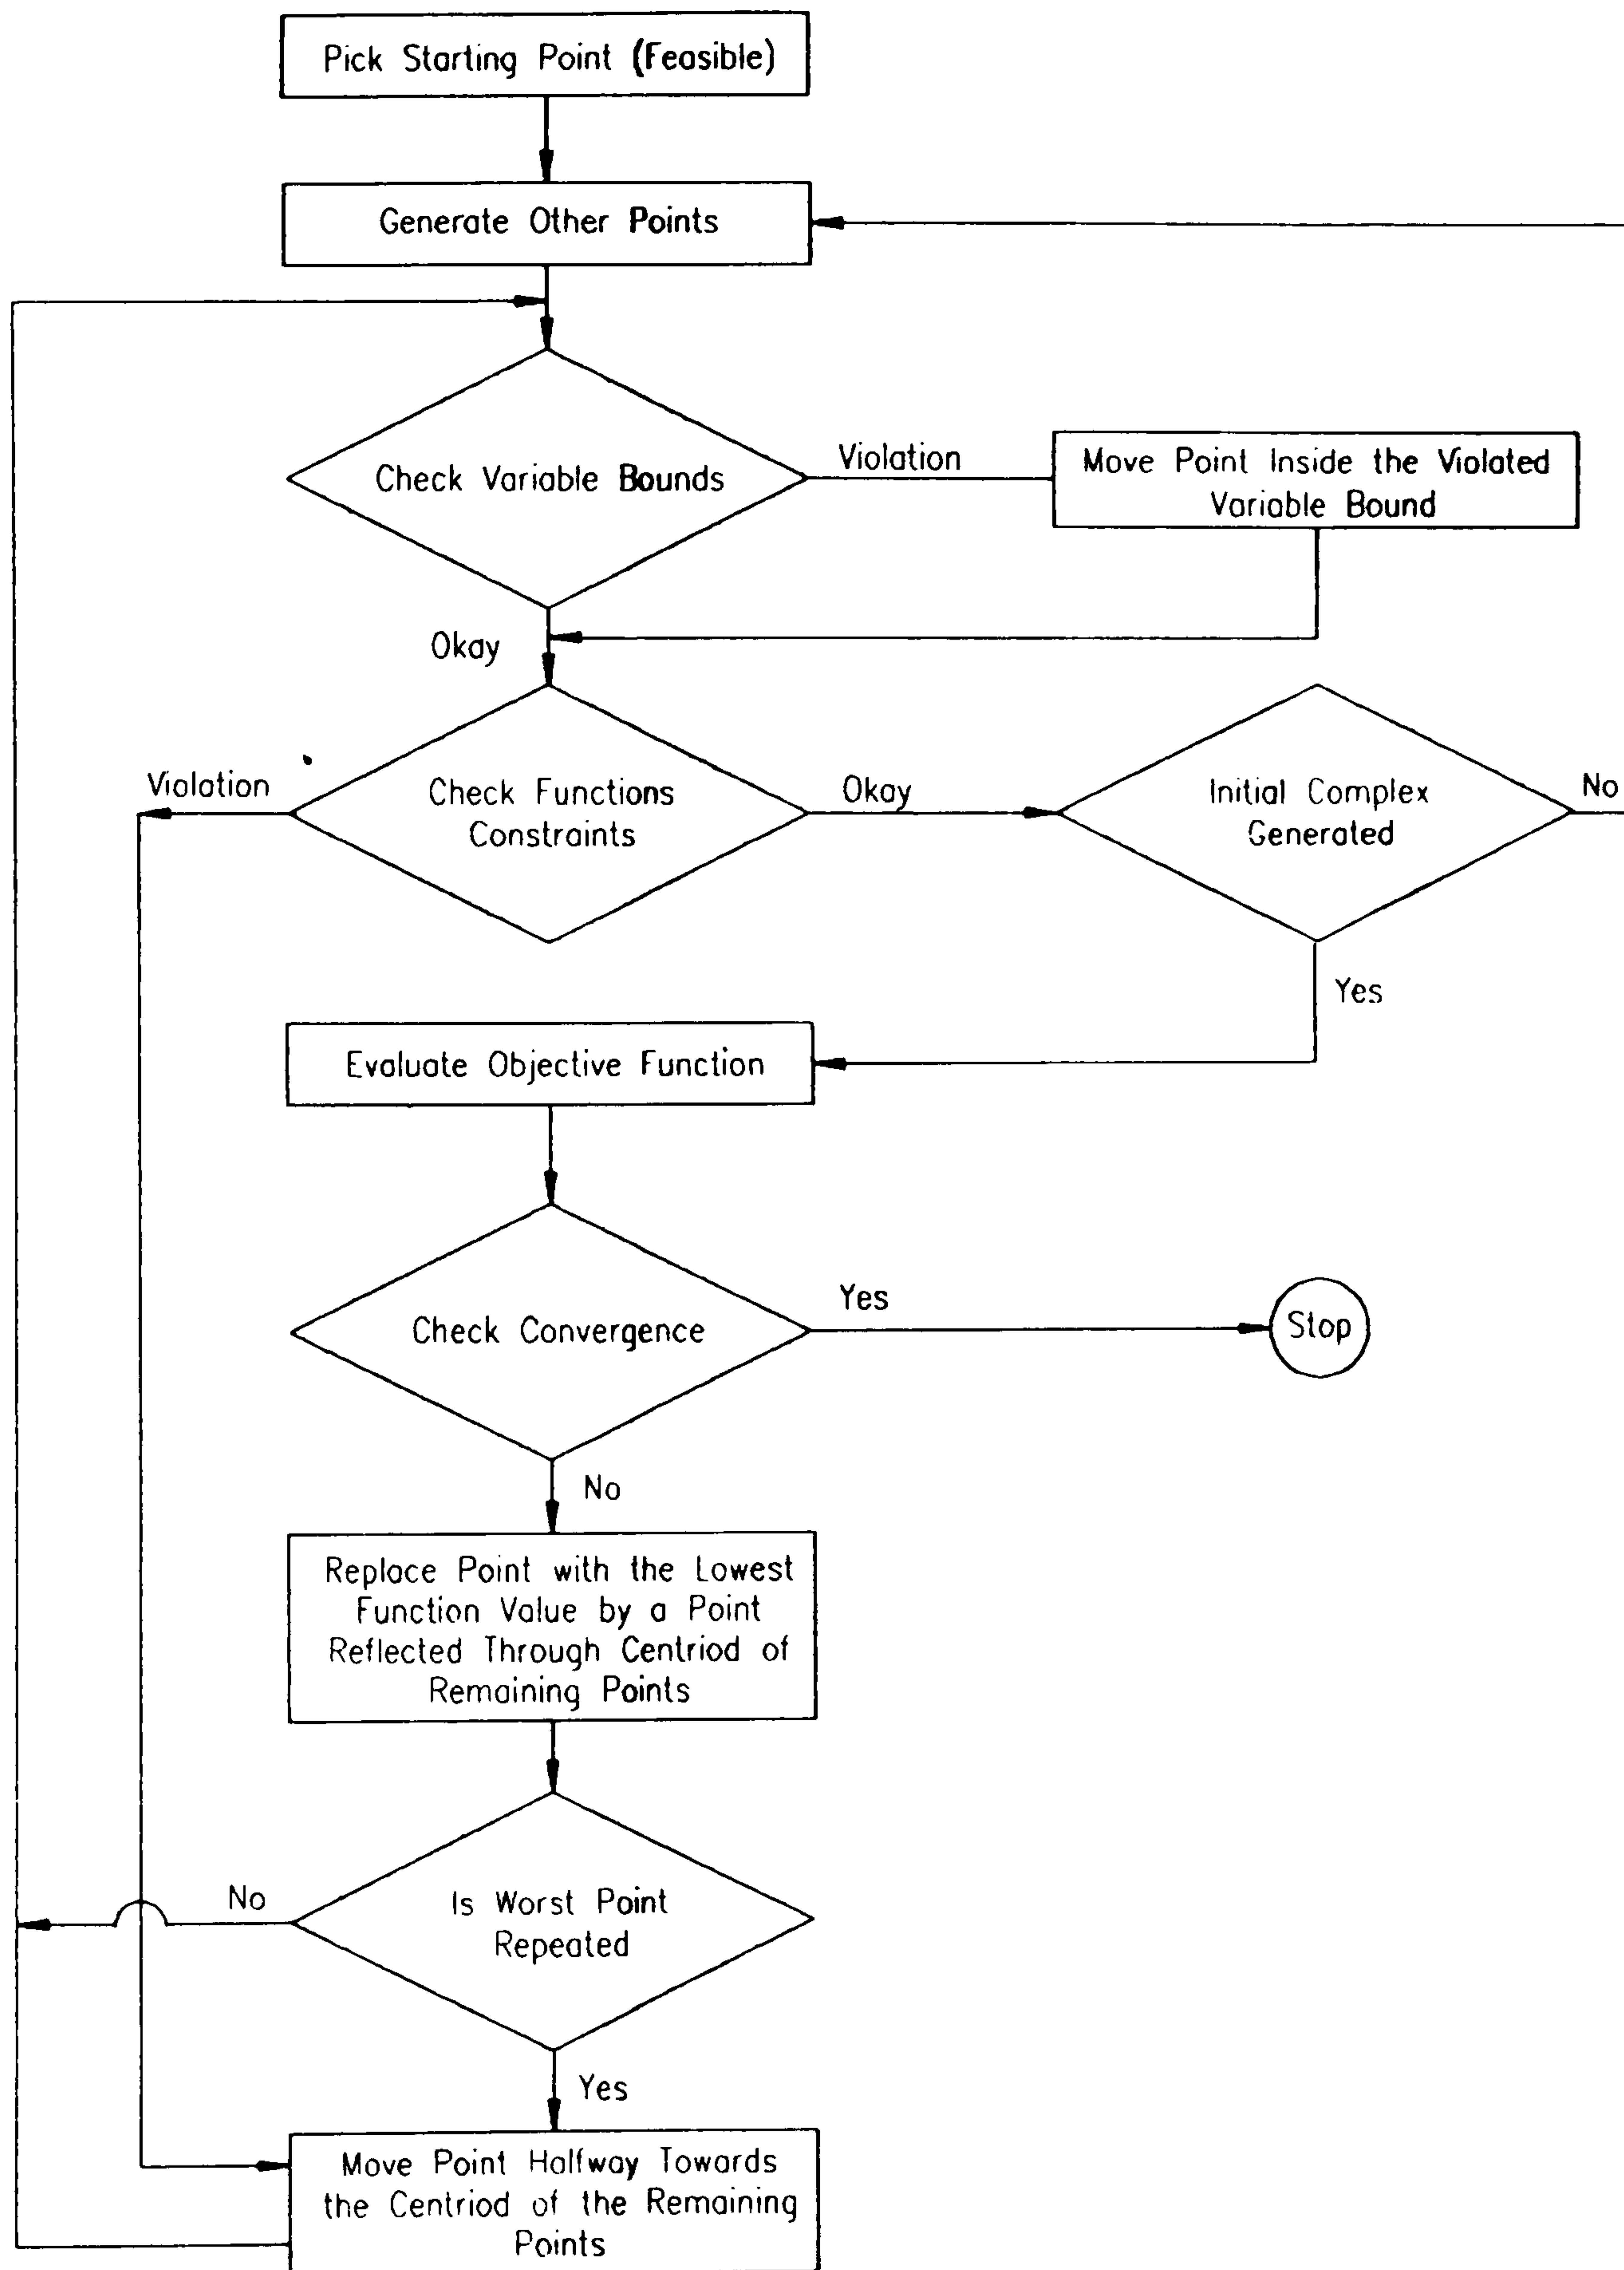 Pick Starting Point (Feasible)
Generate Other Points
Check Variable Bounds
Violation
Move Point Inside the Violated
Variable Bound
Okay
Violation
Check Functions
Constraints
Okay
Initial Complex
Generated
No
Yes
Evaluate Objective Function
Check Convergence
Yes
Stop
No
Replace Point with the Lowest
Function Value by a Point
Reflected Through Centriod of
Remaining Points
Is Worst Point
Repeated
No
Yes
Move Point Halfway Towards
the Centriod of the Remaining
Points